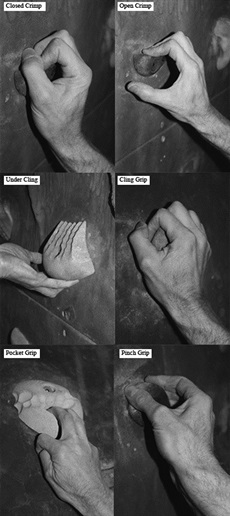 Closed Crimp
Open Crimp
Under Cling
Cling Grip
Pocket Grip
Pinch Grip